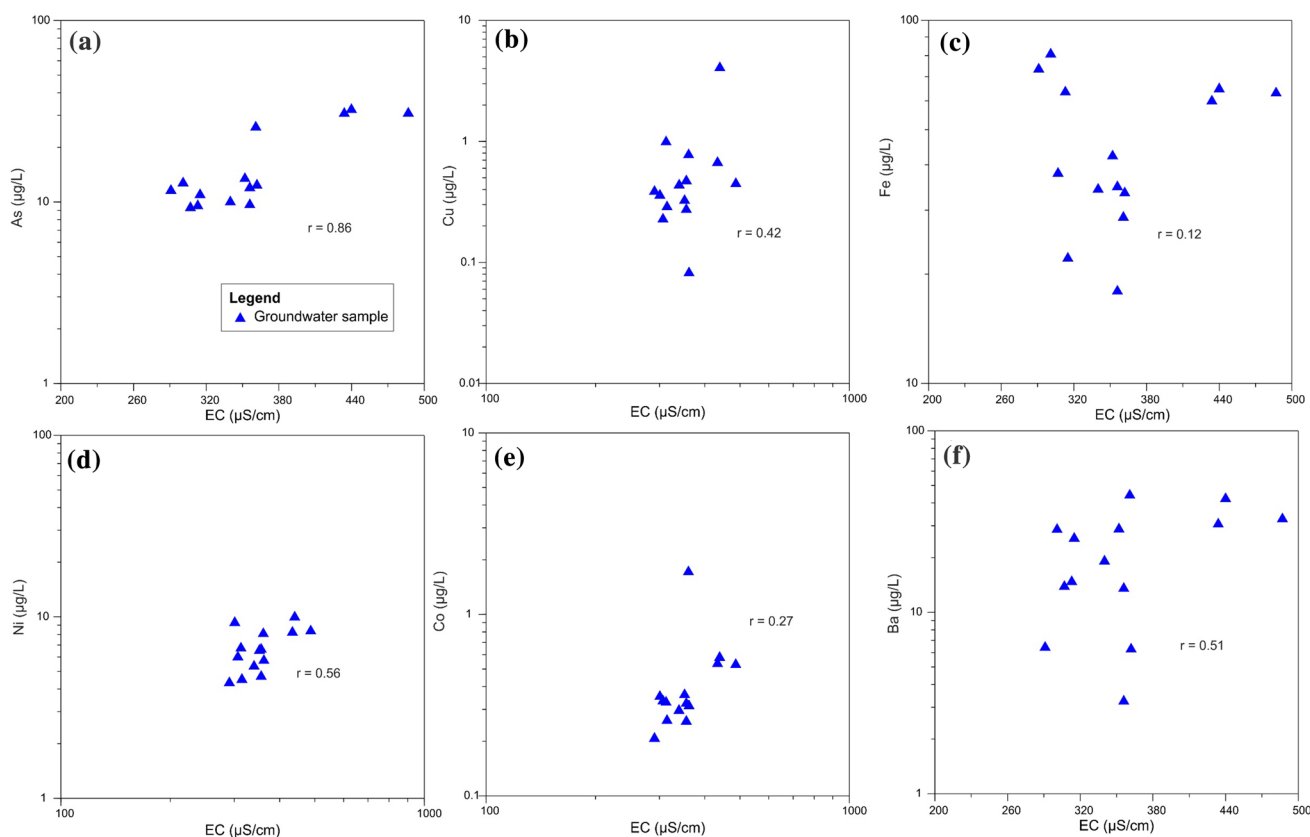 (a)
100
10
1
As (µg/L)
r = 0.86
Legend
Groundwater sample
200
320
380
440
500
EC (µS/cm)
(b)
10
1
0.1
0.01
Cu (µg/L)
r = 0.42
100
1000
EC (µS/cm)
(c)
100
10
Fe (µg/L)
r = 0.12
200
260
320
380
440
500
EC (µS/cm)
(d)
100
10
1
Ni (µg/L)
r = 0.56
100
1000
EC (µS/cm)
(e)
10
1
0.1
Co (µg/L)
r = 0.27
100
1000
EC (µS/cm)
(f)
100
10
1
Ba (µg/L)
r = 0.51
200
260
320
380
440
500
EC (µS/cm)